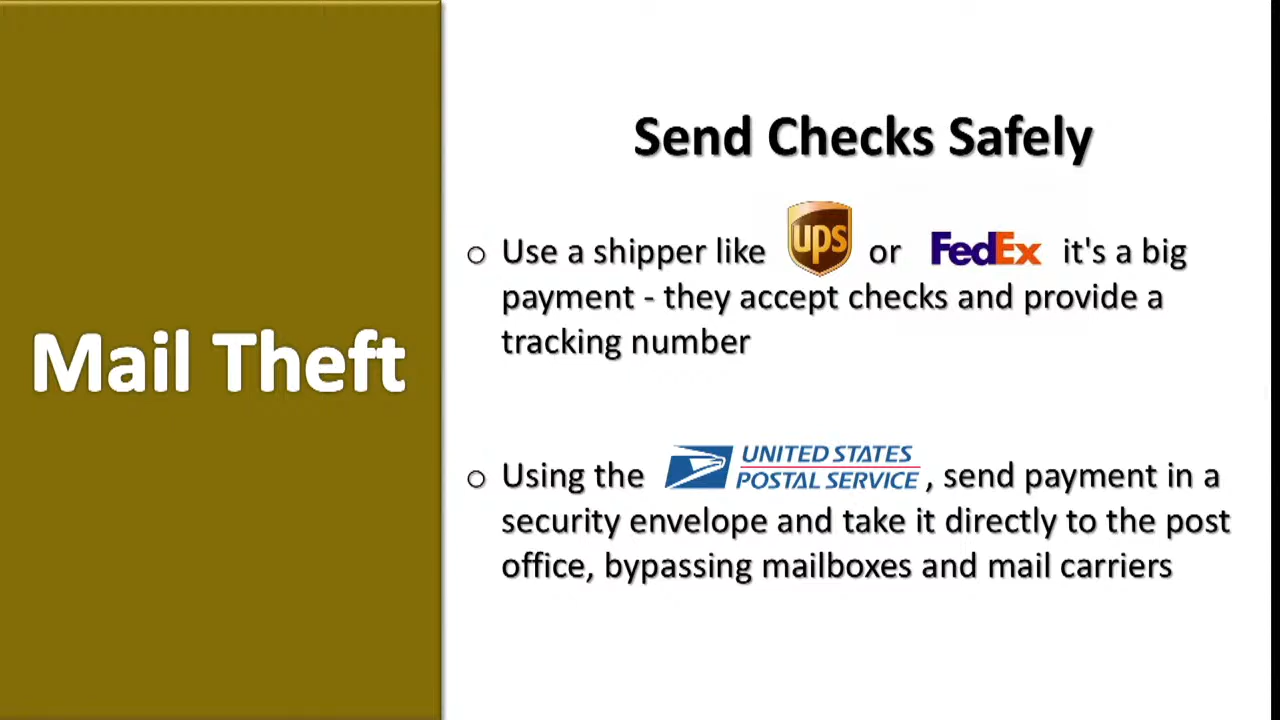 Mail Theft
Send Checks Safely
o Use a shipper like ups or FedEx it's a big
payment - they accept checks and provide a
tracking number
o Using the UNITED STATES POSTAL SERVICE, send payment in a
security envelope and take it directly to the post
office, bypassing mailboxes and mail carriers